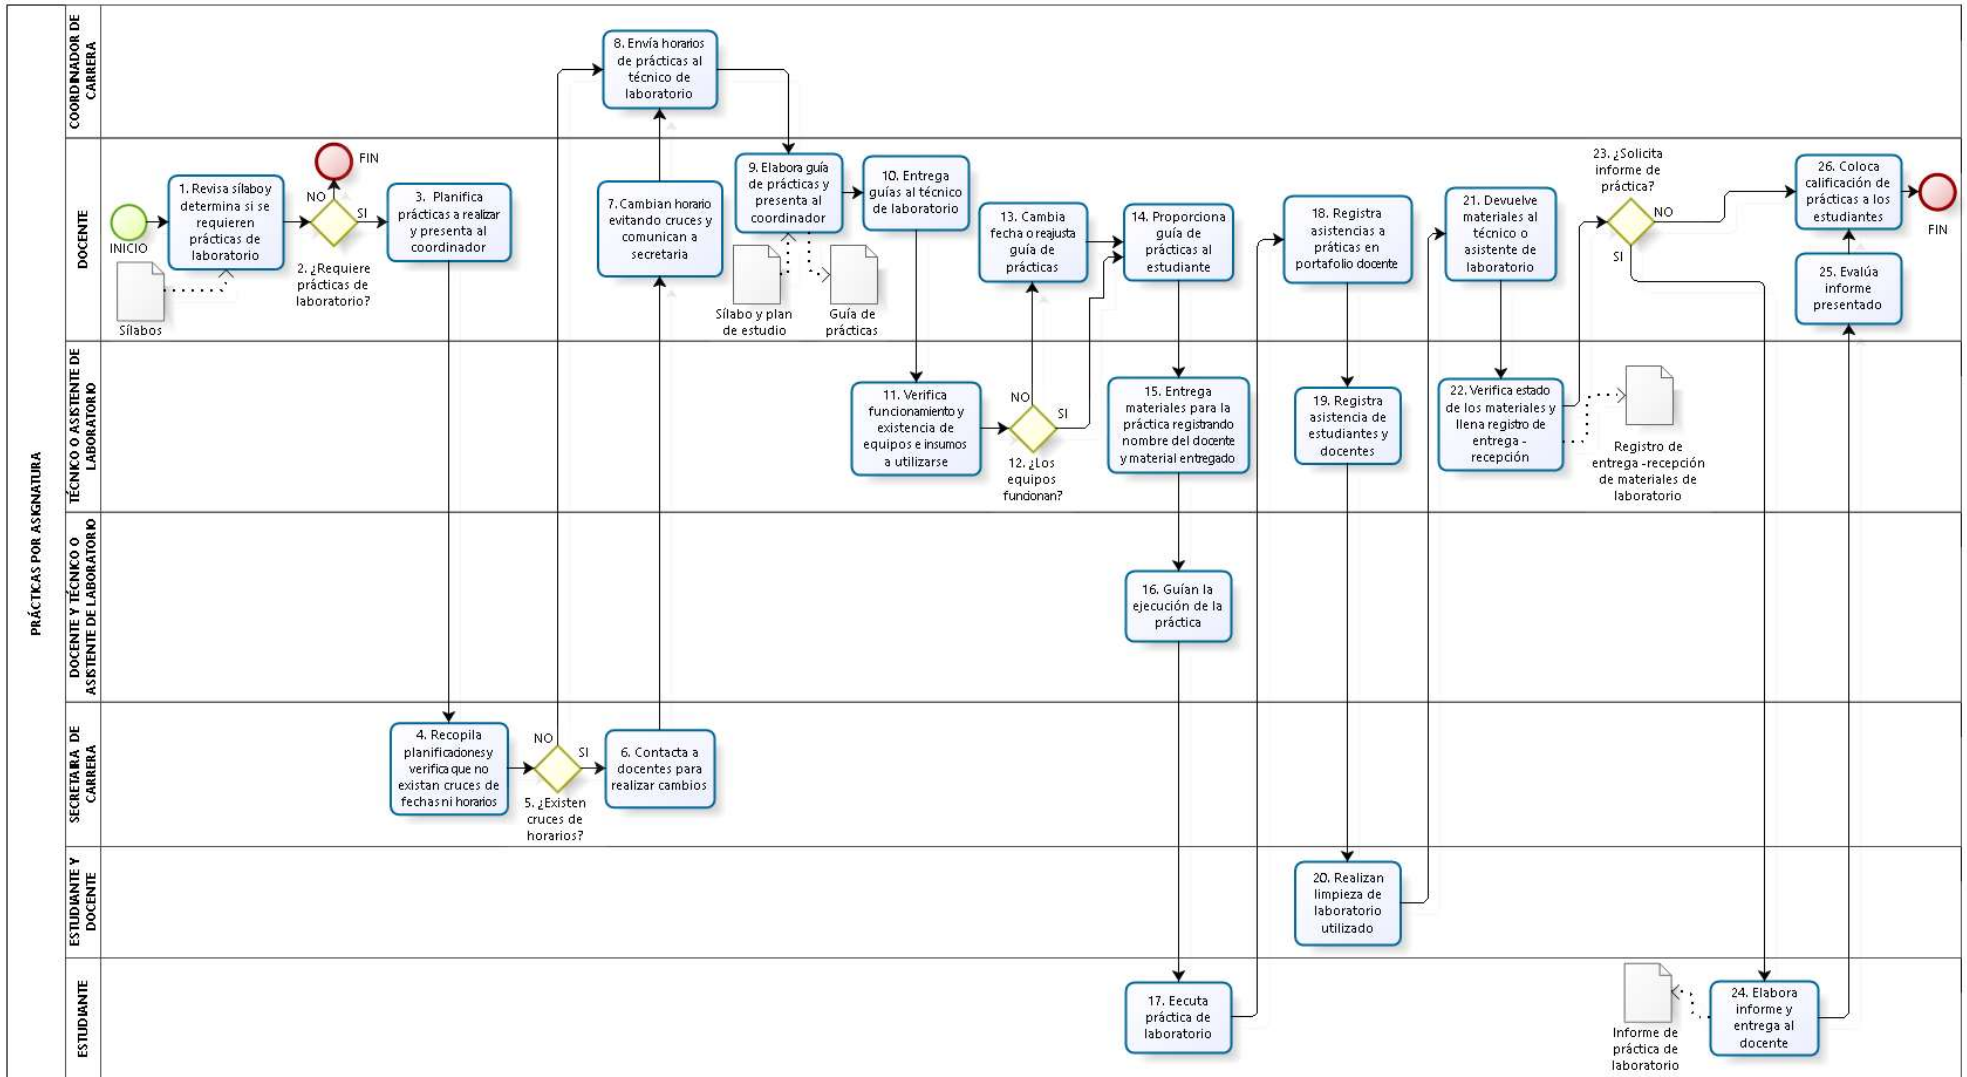 PRÁCTICAS POR ASIGNATURA
COORDINADOR DE
CARRERA
8. Envía horarios
de prácticas al
técnico de
laboratorio
DOCENTE
INICIO
1. Revisa sílabo y
determina si se
requieren
prácticas de
laboratorio
Sílabos
FIN
NO
SI
2. ¿Requiere
prácticas de
laboratorio?
3. Planifica
prácticas a realizar
y presenta al
coordinador
7. Cambian horario
evitando cruces y
comunican a
secretaria
9. Elabora guía
de prácticas y
presenta al
coordinador
Sílabo y plan
de estudio
Guía de
prácticas
10. Entrega
guías al técnico
de laboratorio
13. Cambia
fecha o reajusta
guía de
prácticas
14. Proporciona
guía de
prácticas al
estudiante
18. Registra
asistencias a
práticas en
portafolio docente
21. Devuelve
materiales al
técnico o
asistente de
laboratorio
23. ¿Solicita
informe de
práctica?
NO
SI
26. Coloca
calificación de
prácticas a los
estudiantes
FIN
25. Evalúa
informe
presentado
TÉCNICO O ASISTENTE DE
LABORATORIO
11. Verifica
funcionamiento y
existencia de
equipos e insumos
a utilizarse
NO
SI
12. ¿Los
equipos
funcionan?
15. Entrega
materiales para la
práctica registrando
nombre del docente
y material entregado
19. Registra
asistencia de
estudiantes y
docentes
22. Verifica estado
de los materiales y
llena registro de
entrega -
recepción
Registro de
entrega -recepción
de materiales de
laboratorio
DOCENTE Y TÉCNICO O
ASISTENTE DE LABORATORIO
16. Guían la
ejecución de la
práctica
SECRETAIRA DE
CARRERA
4. Recopila
planificaciones y
verifica que no
existan cruces de
fechas ni horarios
NO
SI
5. ¿Existen
cruces de
horarios?
6. Contacta a
docentes para
realizar cambios
ESTUDIANTE Y
DOCENTE
20. Realizan
limpieza de
laboratorio
utilizado
ESTUDIANTE
17. Eecuta
práctica de
laboratorio
Informe de
práctica de
laboratorio
24. Elabora
informe y
entrega al
docente